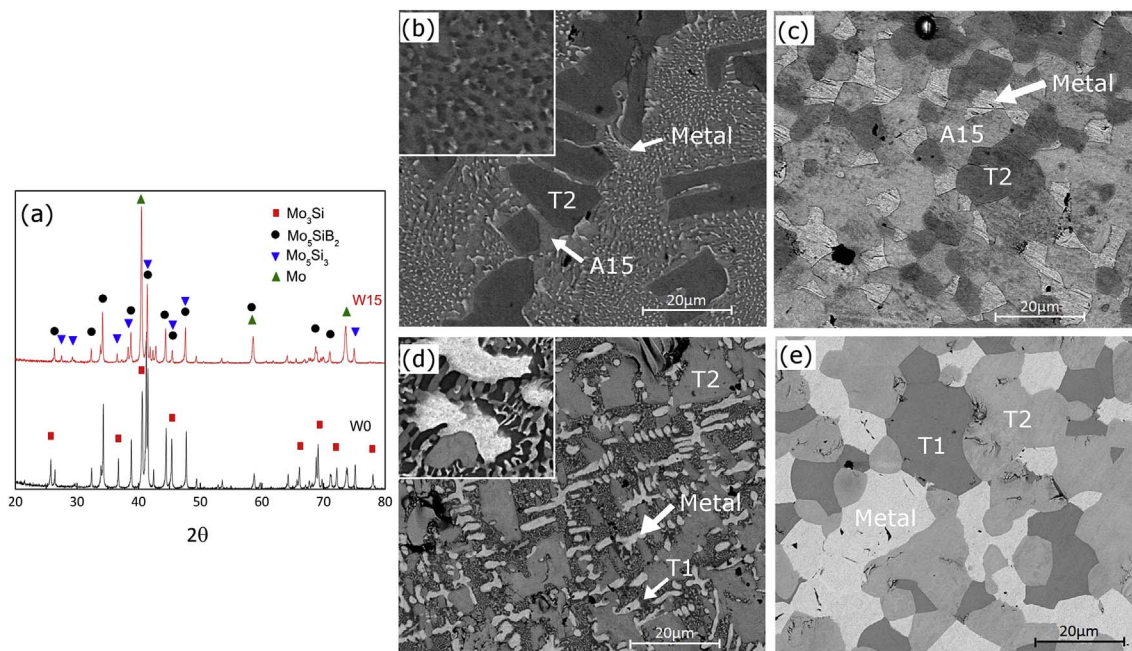 (a)
Mo3Si
Mo5SiB2
Mo5Si3
Mo
W15
W0
20 30 40 50 60 70 80
2θ
(b)
Metal
T2
A15
20μm
(c)
Metal
A15
T2
20μm
(d)
T2
Metal
T1
20μm
(e)
T2
T1
Metal
20μm